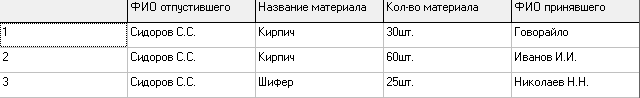 ФИО отпустившего Название материала Кол-во материала ФИО принявшего
1 Сидоров С.С. Кирпич 30шт. Говорайло
2 Сидоров С.С. Кирпич 60шт. Иванов И.И.
3 Сидоров С.С. Шифер 25шт. Николаев Н.Н.